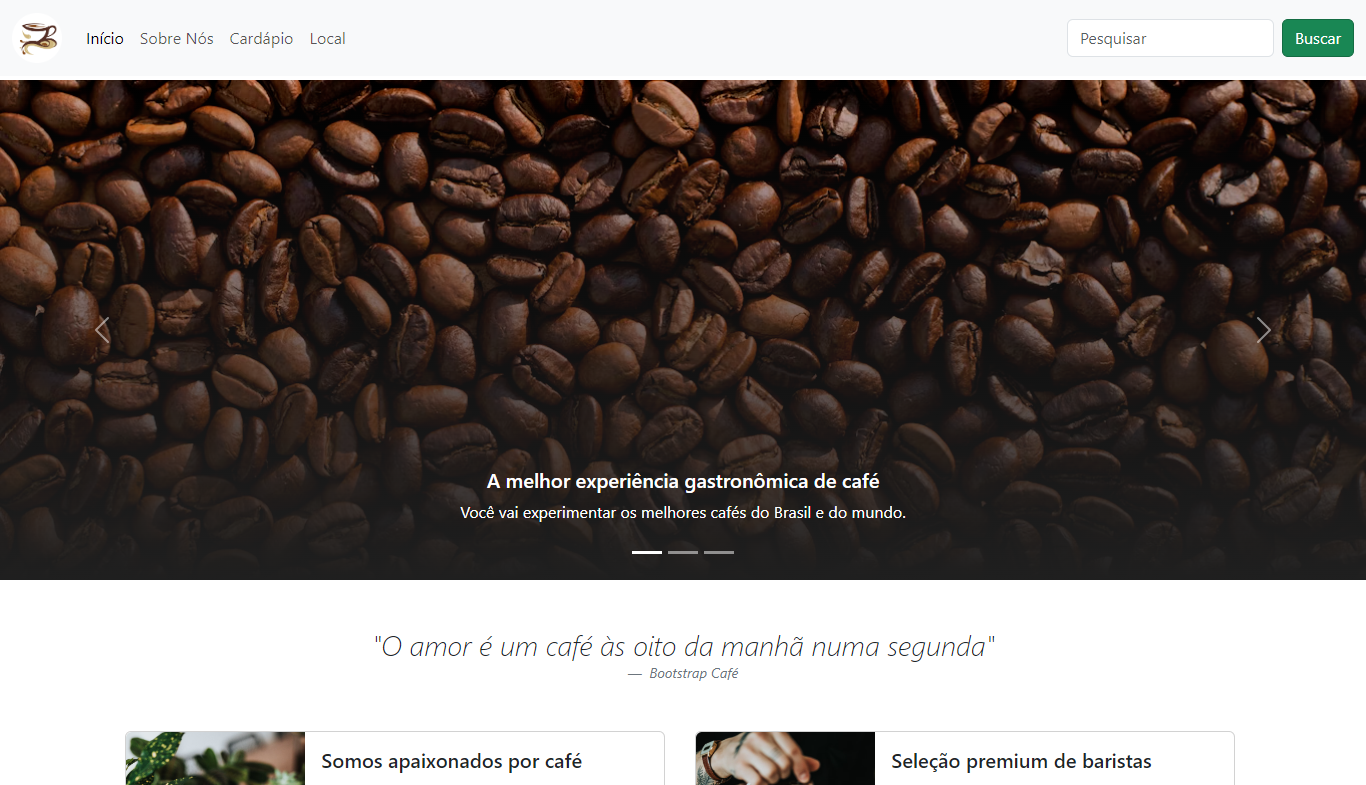 Início Sobre Nós Cardápio Local Pesquisar Buscar
A melhor experiência gastronômica de café
Você vai experimentar os melhores cafés do Brasil e do mundo.
"O amor é um café às oito da manhã numa segunda"
— Bootstrap Café
Somos apaixonados por café
Seleção premium de baristas